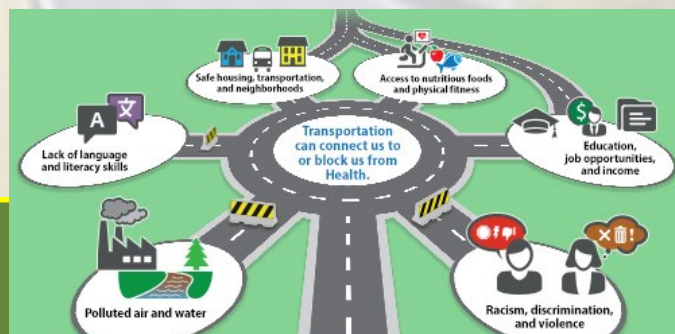 Safe housing, transportation,
and neighborhoods
Access to nutritious foods
and physical fitness
A 文
Lack of language
and literacy skills
Transportation
can connect us to
or block us from
Health.
$
Education,
job opportunities,
and income
Polluted air and water
Racism, discrimination,
and violence